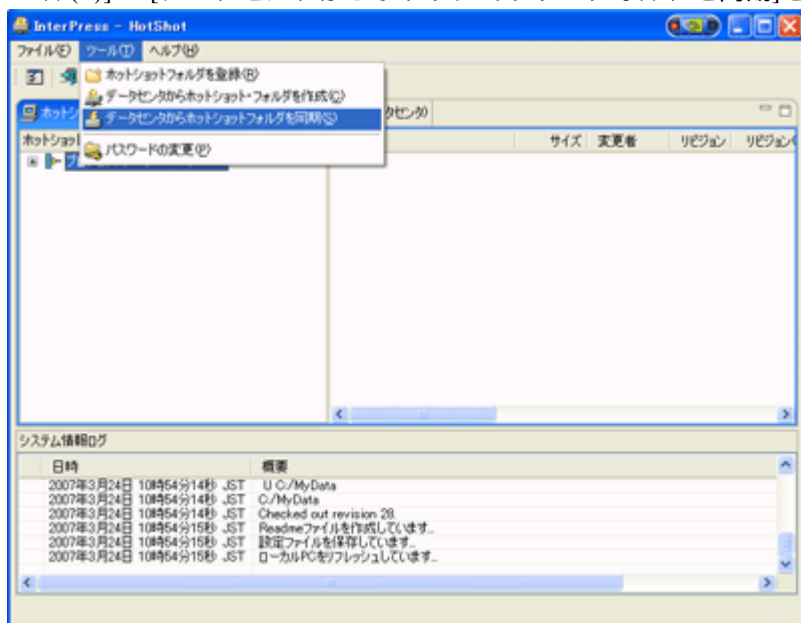 InterPress - HotShot
ファイル(F) ツール(T) ヘルプ(H)
ホットショットフォルダを登録(R)
データセンタからホットショット・フォルダを作成(C)
データセンタからホットショットフォルダを同期(S)
パスワードの変更(P)
ホットシ
タセンタ)
ホットショット
サイズ 変更者 リビジョン リビジョン
システム情報ログ
日時 概要
2007年3月24日 10時54分14秒 JST U C:/MyData
2007年3月24日 10時54分14秒 JST C:/MyData
2007年3月24日 10時54分14秒 JST Checked out revision 28.
2007年3月24日 10時54分15秒 JST Readmeファイルを作成しています...
2007年3月24日 10時54分15秒 JST 設定ファイルを保存しています...
2007年3月24日 10時54分15秒 JST ローカルPCをリフレッシュしています...